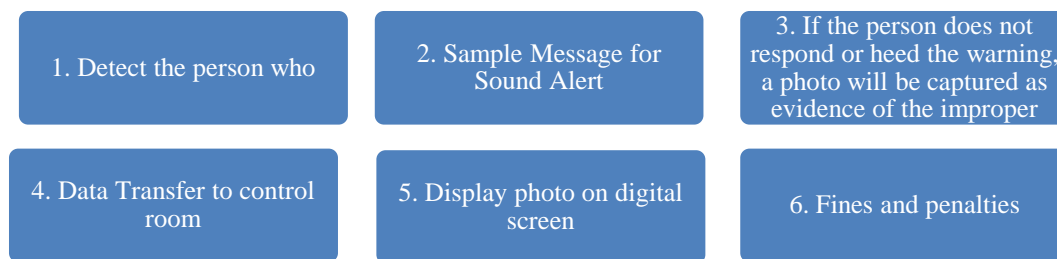 1. Detect the person who
2. Sample Message for
Sound Alert
3. If the person does not
respond or heed the warning,
a photo will be captured as
evidence of the improper
4. Data Transfer to control
room
5. Display photo on digital
screen
6. Fines and penalties